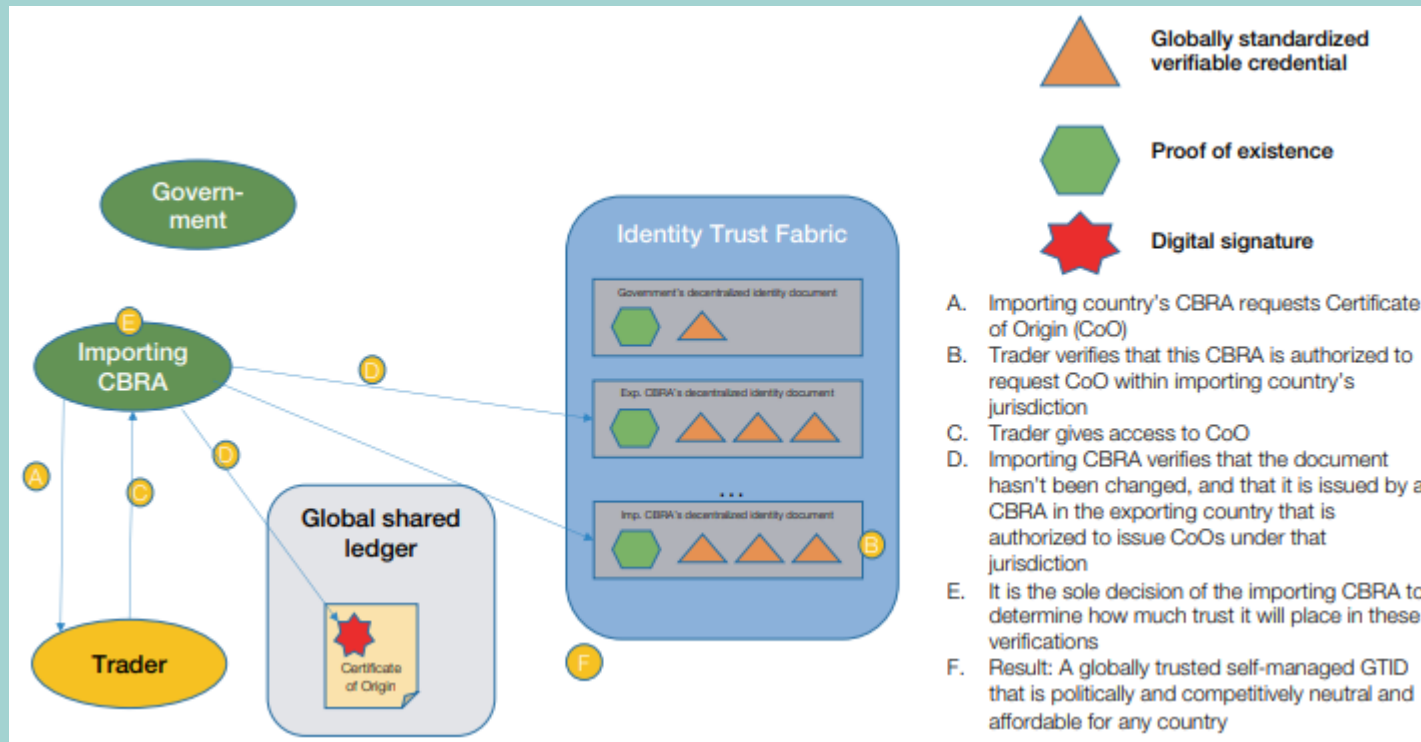 Globally standardized
verifiable credential
Proof of existence
Digital signature
Govern-
ment
Identity Trust Fabric
Government's decentralized identity document
E
Importing
CBRA
D
Exp. CBRA's decentralized identity document
D
A
C
...
Imp. CBRA's decentralized identity document
B
Global shared
ledger
Trader
Certificate
of Origin
F
A. Importing country's CBRA requests Certificate
of Origin (CoO)
B. Trader verifies that this CBRA is authorized to
request CoO within importing country's
jurisdiction
C. Trader gives access to CoO
D. Importing CBRA verifies that the document
hasn't been changed, and that it is issued by a
CBRA in the exporting country that is
authorized to issue CoOs under that
jurisdiction
E. It is the sole decision of the importing CBRA to
determine how much trust it will place in these
verifications
F. Result: A globally trusted self-managed GTID
that is politically and competitively neutral and
affordable for any country